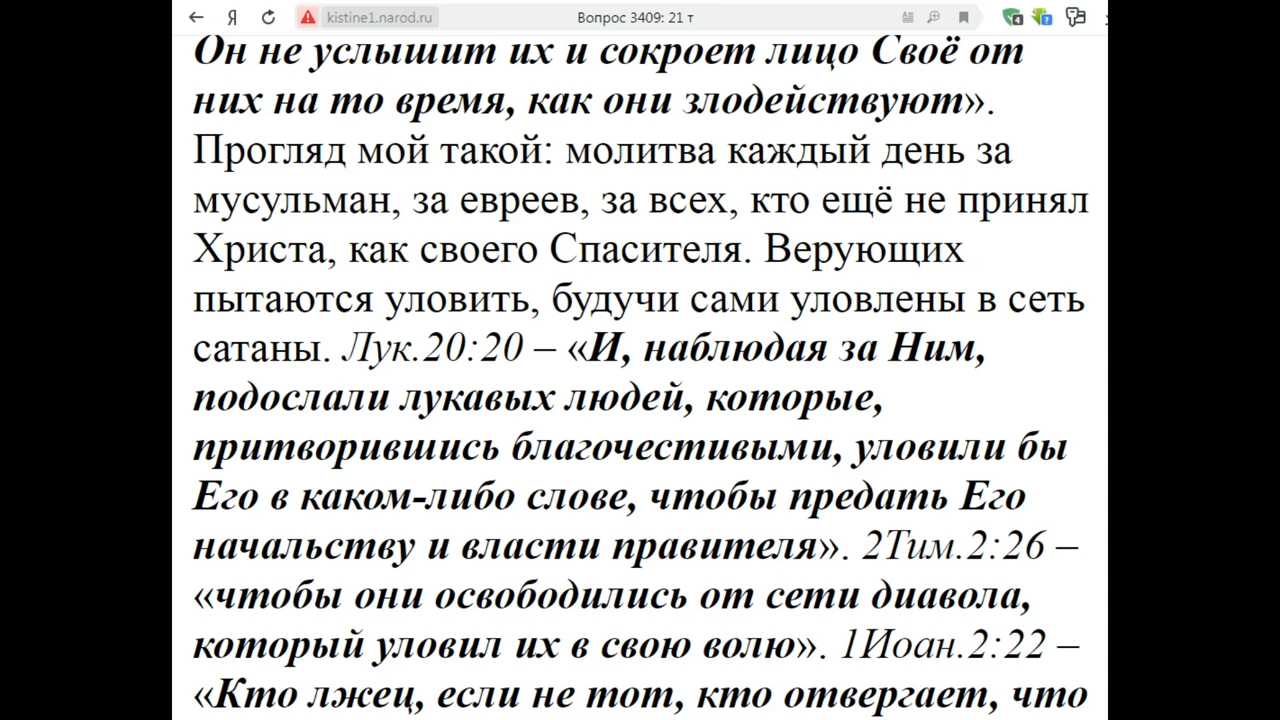 Я kistine1.narod.ru Вопрос 3409: 21 т
Он не услышит их и сокроет лицо Своё от
них на то время, как они злодействуют».
Прогляд мой такой: молитва каждый день за
мусульман, за евреев, за всех, кто ещё не принял
Христа, как своего Спасителя. Верующих
пытаются уловить, будучи сами уловлены в сеть
сатаны. Лук.20:20 – «И, наблюдая за Ним,
подослали лукавых людей, которые,
притворившись благочестивыми, уловили бы
Его в каком-либо слове, чтобы предать Его
начальству и власти правителя». 2Тим.2:26 –
«чтобы они освободились от сети диавола,
который уловил их в свою волю». 1Иоан.2:22 –
«Кто лжец, если не тот, кто отвергает, что